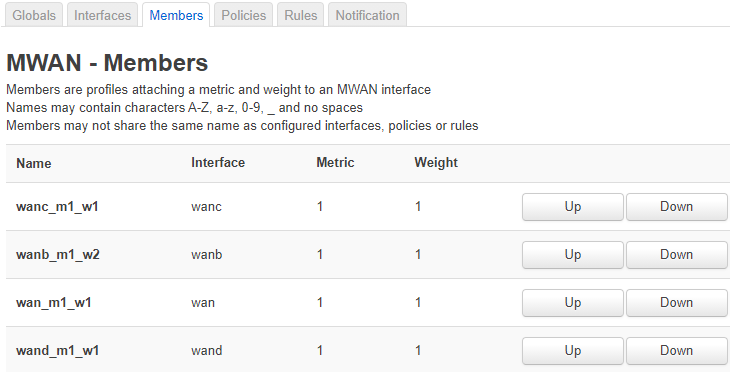 Globals Interfaces Members Policies Rules Notification
MWAN - Members
Members are profiles attaching a metric and weight to an MWAN interface
Names may contain characters A-Z, a-z, 0-9, _ and no spaces
Members may not share the same name as configured interfaces, policies or rules
Name Interface Metric Weight
wanc_m1_w1 wanc 1 1 Up Down
wanb_m1_w2 wanb 1 1 Up Down
wan_m1_w1 wan 1 1 Up Down
wand_m1_w1 wand 1 1 Up Down